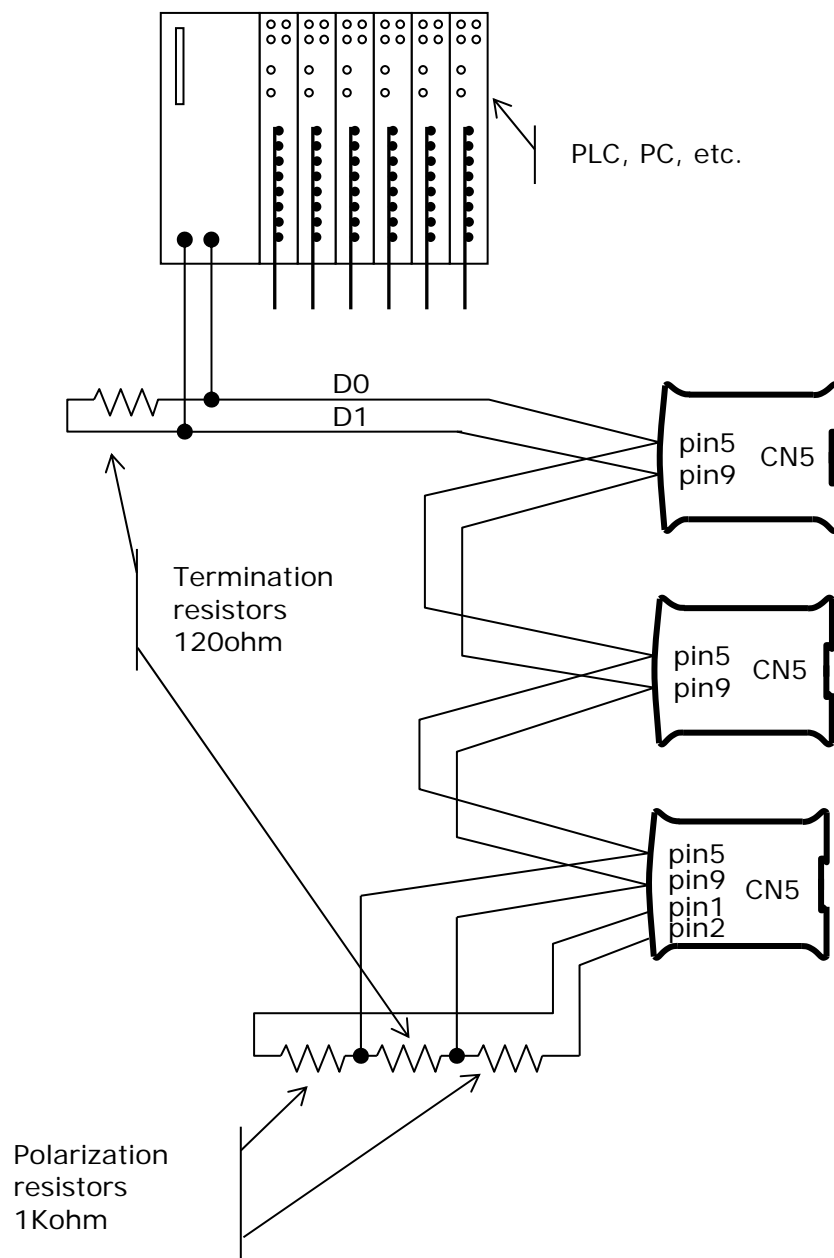 PLC, PC, etc.
D0
D1
pin5
pin9
CN5
Termination
resistors
120ohm
pin5
pin9
CN5
pin5
pin9
pin1
pin2
CN5
Polarization
resistors
1Kohm